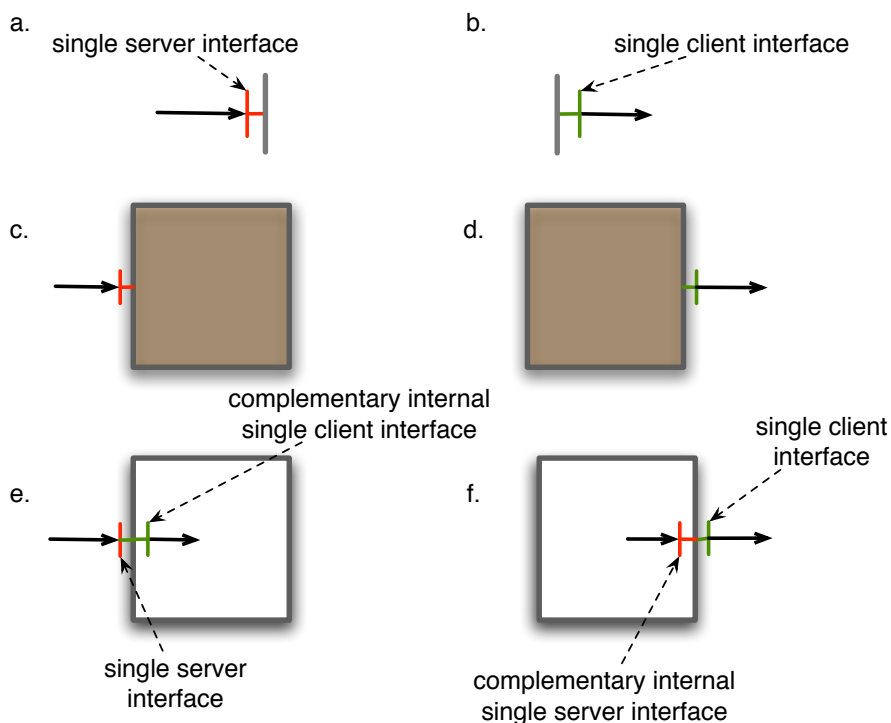 a.
single server interface
b.
single client interface
c.
d.
complementary internal
single client interface
single client
interface
e.
f.
single server
interface
complementary internal
single server interface